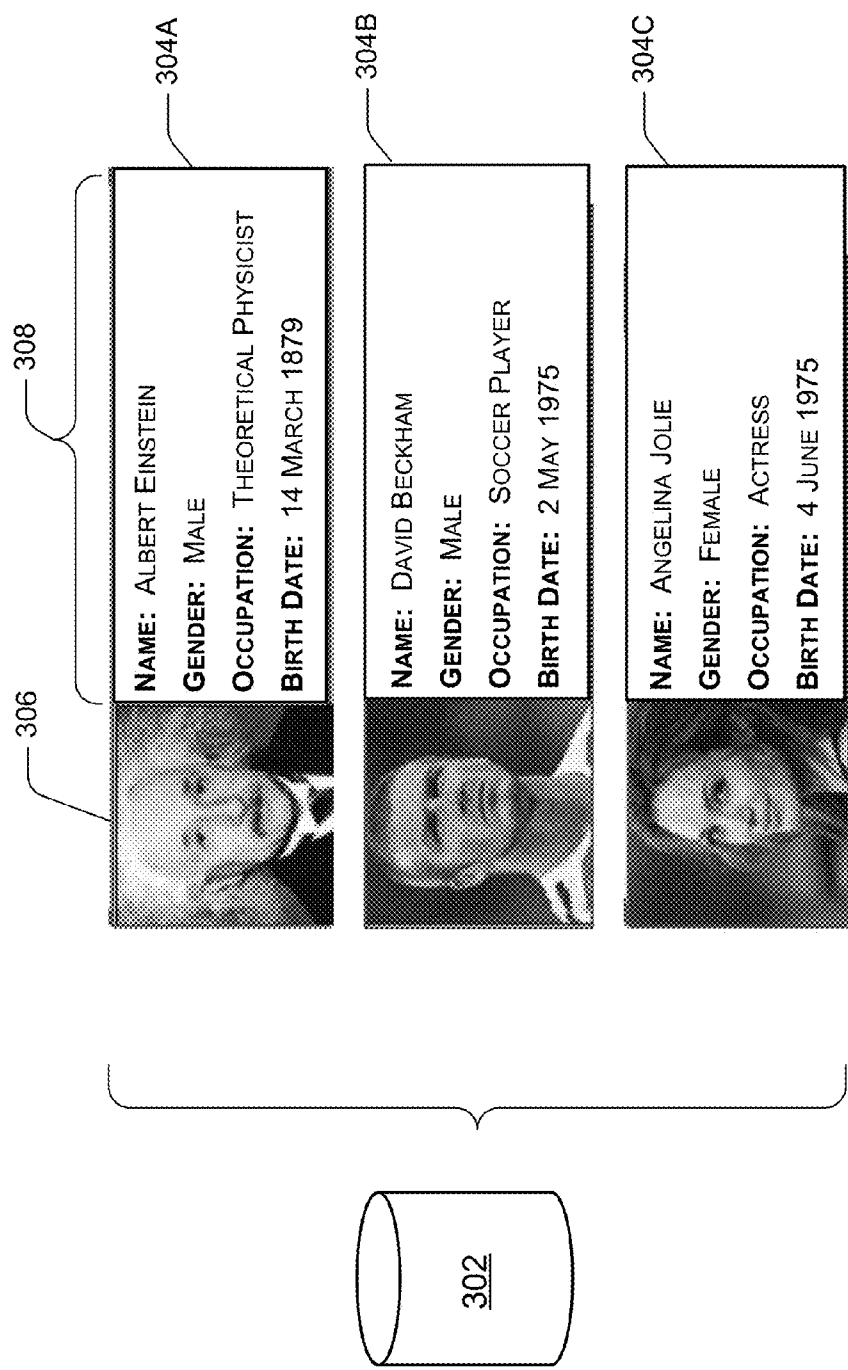 302
306
308
NAME: ALBERT EINSTEIN
GENDER: MALE
OCCUPATION: THEORETICAL PHYSICIST
BIRTH DATE: 14 MARCH 1879
304A
NAME: DAVID BECKHAM
GENDER: MALE
OCCUPATION: SOCCER PLAYER
BIRTH DATE: 2 MAY 1975
304B
NAME: ANGELINA JOLIE
GENDER: FEMALE
OCCUPATION: ACTRESS
BIRTH DATE: 4 JUNE 1975
304C